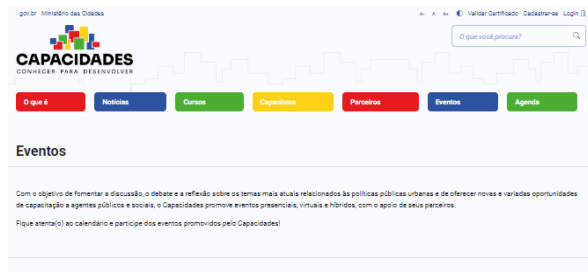 gov.br Ministério das Cidades
A- A A+ Validar Certificado Cadastrar-se Login
O que você procura?
CAPACIDADES
CONHECER PARA DESENVOLVER
O que é Notícias Cursos Capaciteca Parceiros Eventos Agenda
Eventos
Com o objetivo de fomentar a discussão, o debate e a reflexão sobre os temas mais atuais relacionados às políticas públicas urbanas e de oferecer novas e variadas oportunidades
de capacitação a agentes públicos e sociais, o Capacidades promove eventos presenciais, virtuais e híbridos, com o apoio de seus parceiros.
Fique atenta(o) ao calendário e participe dos eventos promovidos pelo Capacidades!